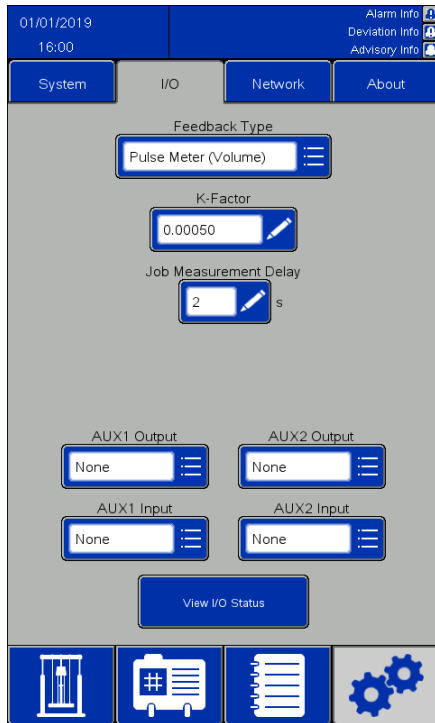 01/01/2019
16:00
Alarm Info
Deviation Info
Advisory Info
System
I/O
Network
About
Feedback Type
Pulse Meter (Volume)
K-Factor
0.00050
Job Measurement Delay
2 s
AUX1 Output
AUX2 Output
None
None
AUX1 Input
AUX2 Input
None
None
View I/O Status
#